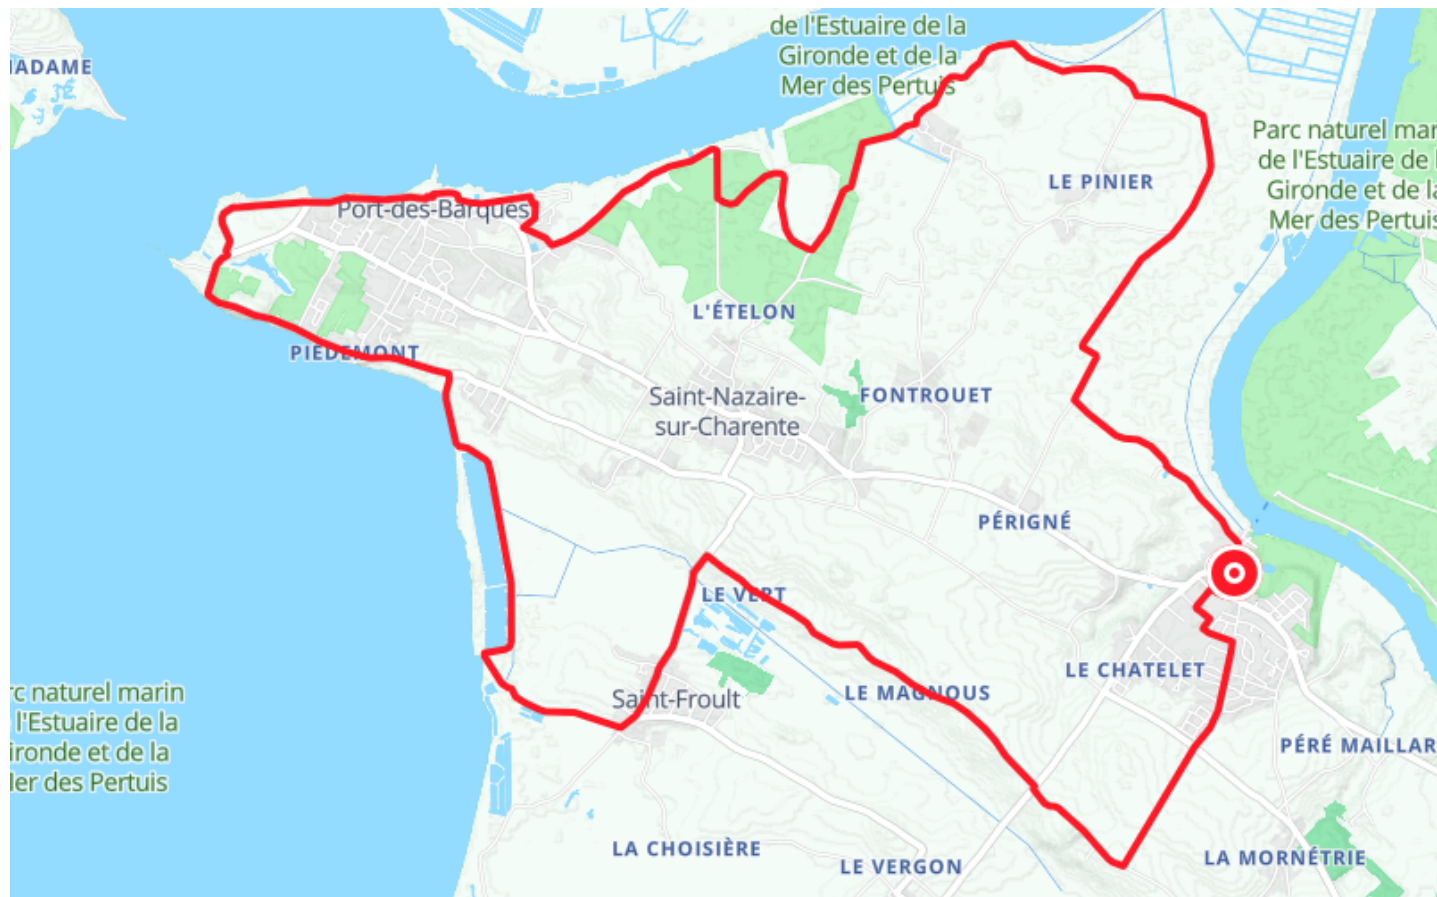 de l'Estuaire de la
Gironde et de la
Mer des Pertuis
IADAME
Parc naturel mar
de l'Estuaire de l
Gironde et de la
Mer des Pertuis
LE PINIER
Port-des-Barques
L'ÉTELON
PIEDEMONT
Saint-Nazaire-
sur-Charente
FONTROUET
PÉRIGNÉ
LE VERT
LE CHATELET
rc naturel marin
l'Estuaire de la
ironde et de la
Mer des Pertuis
Saint-Froult
LE MAGNOUS
PÉRÉ MAILLAR
LA CHOISIÈRE
LE VERGON
LA MORNÉTRIE